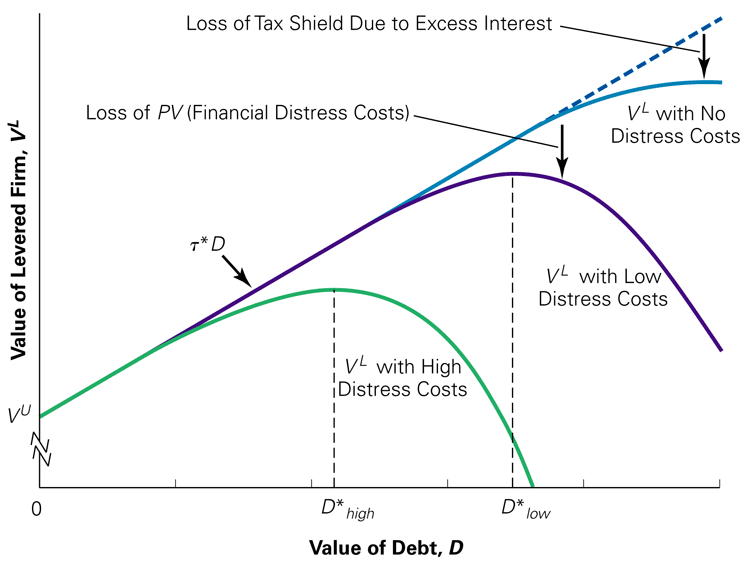 Loss of Tax Shield Due to Excess Interest
Loss of PV (Financial Distress Costs)
V^L with No
Distress Costs
Value of Levered Firm, V^L
τ*D
V^L with Low
Distress Costs
V^L with High
Distress Costs
V^U
0
D*high
D*low
Value of Debt, D